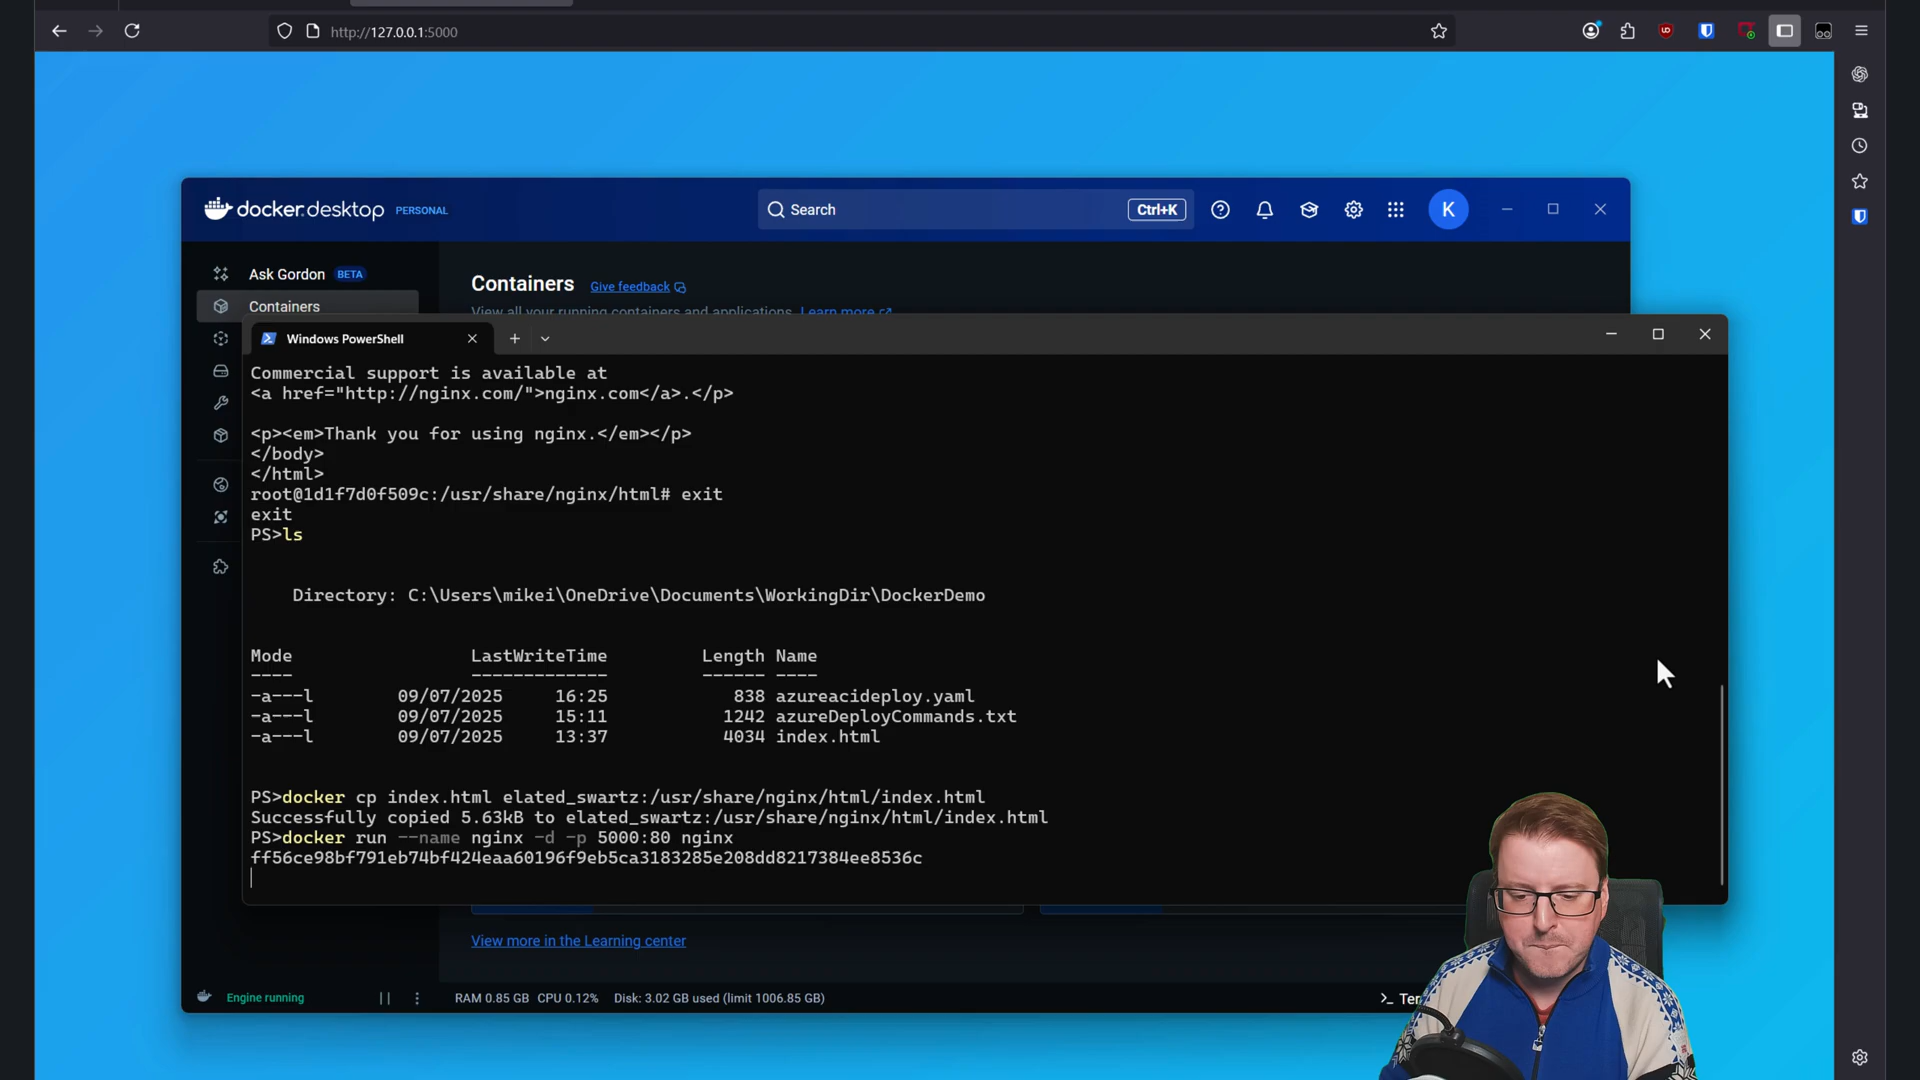 http://127.0.0.1:5000
docker.desktop PERSONAL
Search
Ctrl+K
K
Ask Gordon BETA
Containers
Containers Give feedback
View all your running containers and applications. Learn more
Windows PowerShell
Commercial support is available at
<a href="http://nginx.com/">nginx.com</a>.</p>
<p><em>Thank you for using nginx.</em></p>
</body>
</html>
root@1d1f7d0f509c:/usr/share/nginx/html# exit
exit
PS>ls
Directory: C:\Users\mikei\OneDrive\Documents\WorkingDir\DockerDemo
Mode LastWriteTime Length Name
---- ------------- ------ ----
-a---l 09/07/2025 16:25 838 azureacideploy.yaml
-a---l 09/07/2025 15:11 1242 azureDeployCommands.txt
-a---l 09/07/2025 13:37 4034 index.html
PS>docker cp index.html elated_swartz:/usr/share/nginx/html/index.html
Successfully copied 5.63kB to elated_swartz:/usr/share/nginx/html/index.html
PS>docker run --name nginx -d -p 5000:80 nginx
ff56ce98bf791eb74bf424eaa60196f9eb5ca3183285e208dd8217384ee8536c
View more in the Learning center
Engine running
RAM 0.85 GB CPU 0.12% Disk: 3.02 GB used (limit 1006.85 GB)
>_